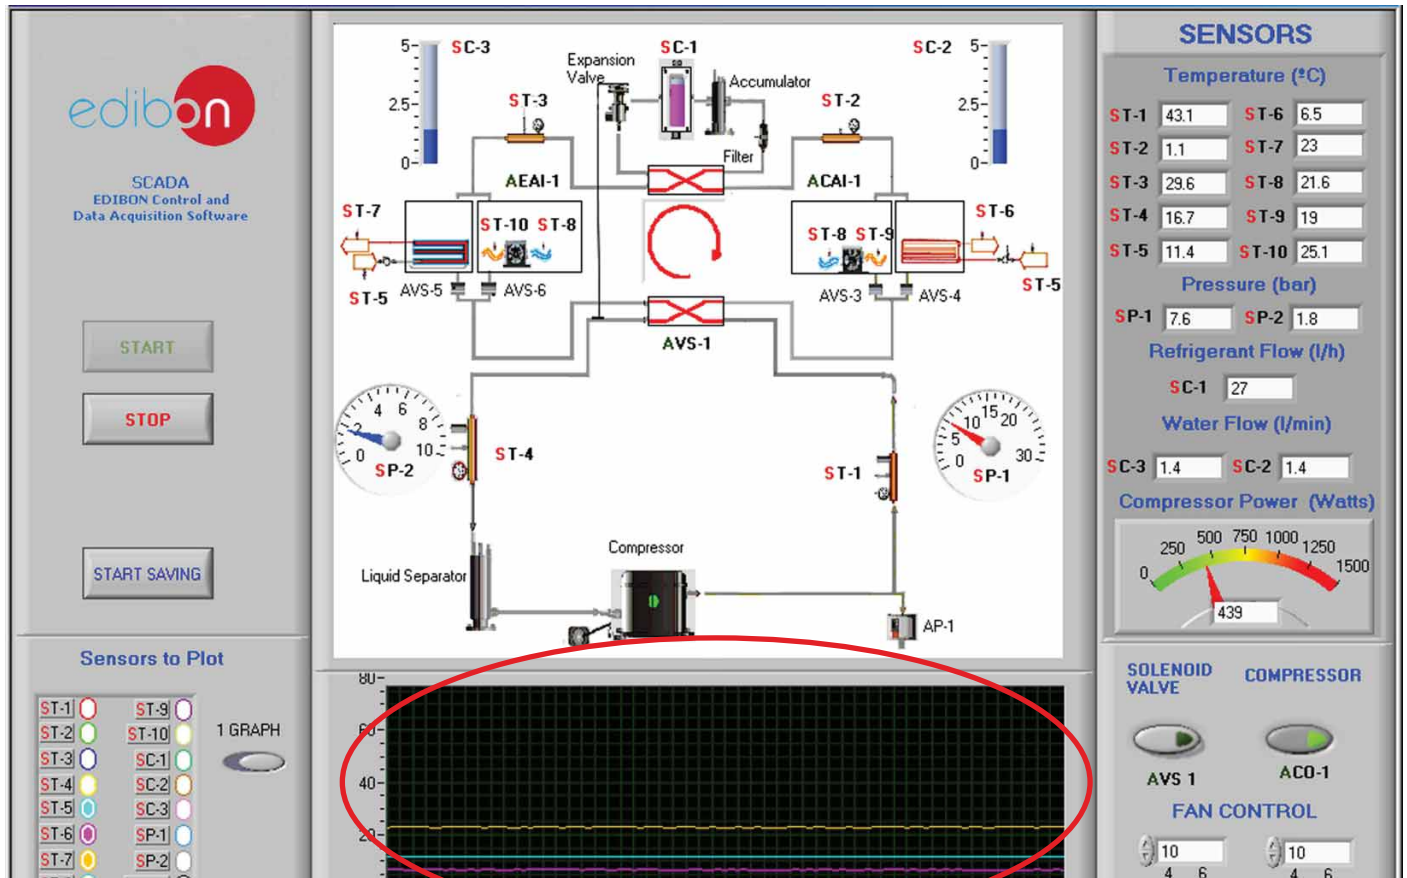 edibon
SCADA
EDIBON Control and
Data Acquisition Software
START
STOP
START SAVING
5-
2.5-
0-
SC-3
Expansion
Valve
SC-1
Accumulator
SC-2
5-
2.5-
0-
ST-3
ST-2
Filter
AEAI-1
ACAI-1
ST-7
ST-10 ST-8
ST-8 ST-9
ST-6
ST-5
AVS-5
AVS-6
AVS-3
AVS-4
ST-5
AVS-1
0 2 4 6 8 10
SP-2
ST-4
ST-1
0 5 10 15 20 30
SP-1
Liquid Separator
Compressor
AP-1
SENSORS
Temperature (ºC)
ST-1 43.1 ST-6 6.5
ST-2 1.1 ST-7 23
ST-3 29.6 ST-8 21.6
ST-4 16.7 ST-9 19
ST-5 11.4 ST-10 25.1
Pressure (bar)
SP-1 7.6 SP-2 1.8
Refrigerant Flow (l/h)
SC-1 27
Water Flow (l/min)
SC-3 1.4 SC-2 1.4
Compressor Power (Watts)
0 250 500 750 1000 1250 1500
439
Sensors to Plot
ST-1 ST-9
ST-2 ST-10
ST-3 SC-1
ST-4 SC-2
ST-5 SC-3
ST-6 SP-1
ST-7 SP-2
1 GRAPH
80-
60-
40-
20-
SOLENOID
VALVE
COMPRESSOR
AVS 1
ACO-1
FAN CONTROL
10 10
4 6 4 6